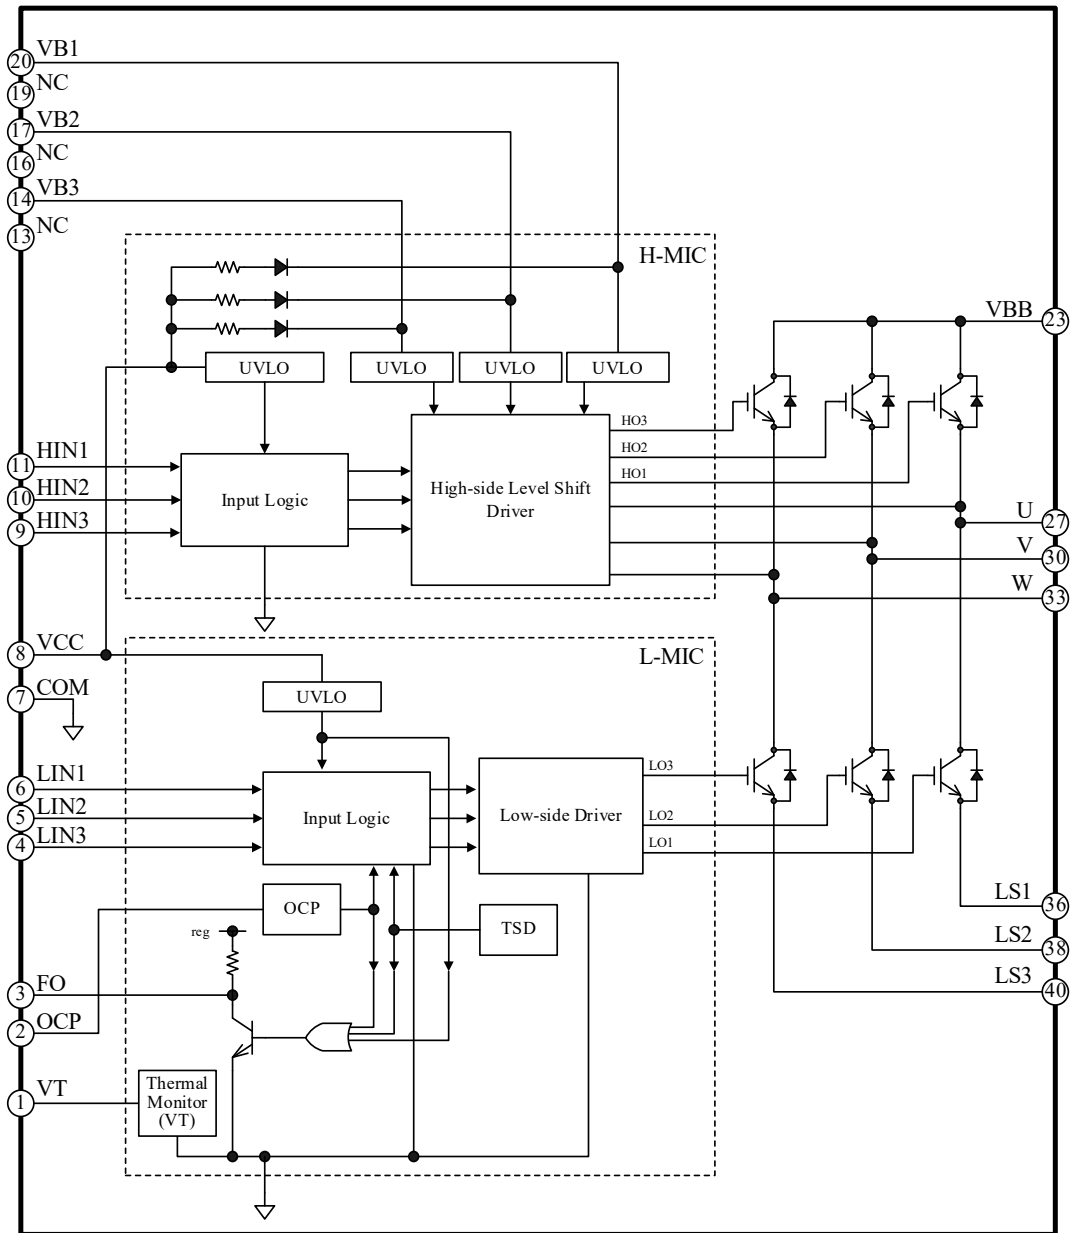 20 VB1
19 NC
17 VB2
16 NC
14 VB3
13 NC
H-MIC
VBB 23
UVLO
UVLO
UVLO
UVLO
HO3
HO2
HO1
11 HIN1
10 HIN2
9 HIN3
Input Logic
High-side Level Shift
Driver
U 27
V 30
W 33
8 VCC
L-MIC
7 COM
UVLO
6 LIN1
5 LIN2
4 LIN3
Input Logic
Low-side Driver
LO3
LO2
LO1
OCP
TSD
reg
LS1 36
LS2 38
LS3 40
3 FO
2 OCP
1 VT
Thermal
Monitor
(VT)